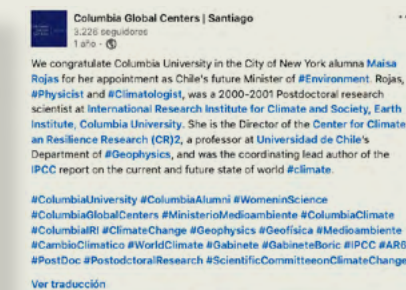 Columbia Global Centers | Santiago
3.226 seguidores
1 año ·
We congratulate Columbia University in the City of New York alumna Maisa
Rojas for her appointment as Chile's future Minister of #Environment. Rojas,
#Physicist and #Climatologist, was a 2000-2001 Postdoctoral research
scientist at International Research Institute for Climate and Society, Earth
Institute, Columbia University. She is the Director of the Center for Climate
an Resilience Research (CR)2, a professor at Universidad de Chile's
Department of #Geophysics, and was the coordinating lead author of the
IPCC report on the current and future state of world #climate.
#ColumbiaUniversity #ColumbiaAlumni #WomeninScience
#ColumbiaGlobalCenters #MinisterioMedioambiente #ColumbiaClimate
#ColumbiaIRI #ClimateChange #Geophysics #Geofísica #Medioambiente
#CambioClimatico #WorldClimate #Gabinete #GabineteBoric #IPCC #AR6
#PostDoc #PostodctoralResearch #ScientificCommitteeonClimateChange
Ver traducción